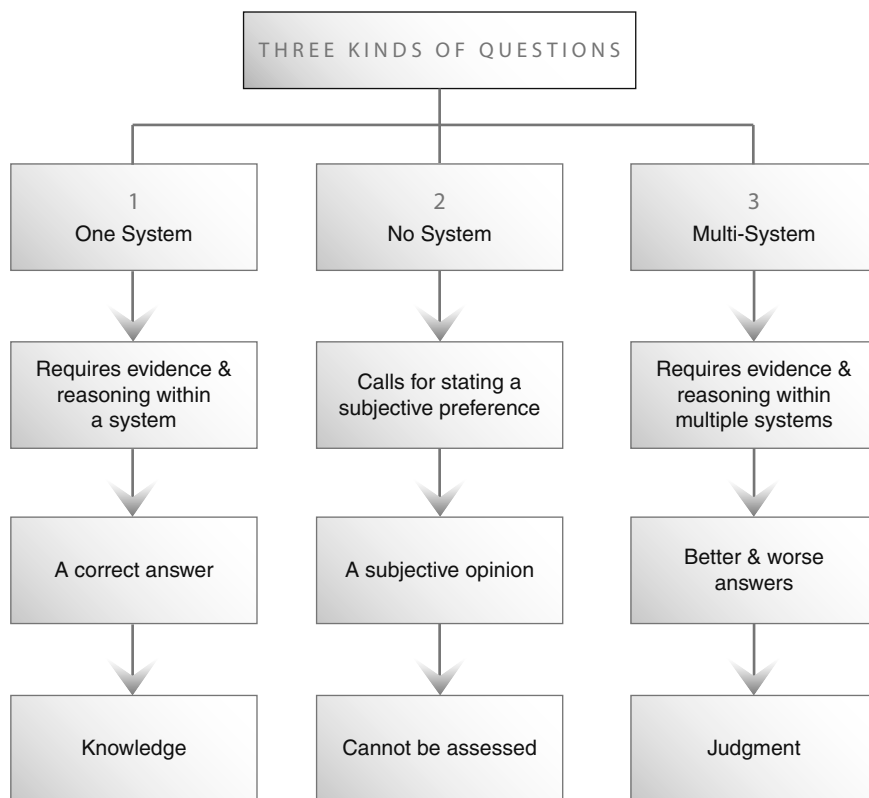 THREE KINDS OF QUESTIONS
1
One System
2
No System
3
Multi-System
Requires evidence &
reasoning within
a system
Calls for stating a
subjective preference
Requires evidence &
reasoning within
multiple systems
A correct answer
A subjective opinion
Better & worse
answers
Knowledge
Cannot be assessed
Judgment